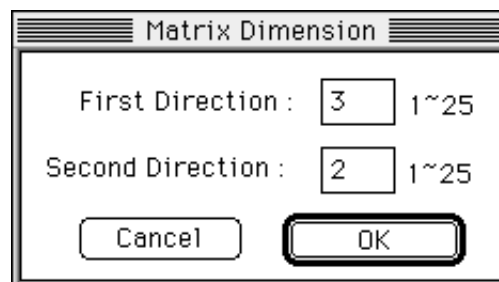 Matrix Dimension
First Direction : 3 1~25
Second Direction : 2 1~25
Cancel OK